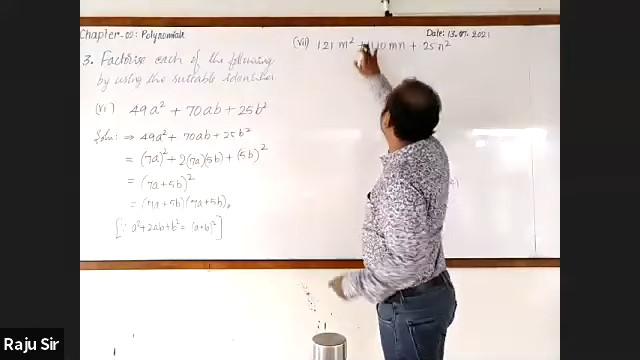 Chapter-02: Polynomials
Date: 13.07.2021
3. Factorise each of the following
by using the suitable identities
(vi) 49a² + 70ab + 25b²
Soln: ⇒ 49a² + 70ab + 25b²
= (7a)² + 2(7a)(5b) + (5b)²
= (7a+5b)²
= (7a+5b)(7a+5b).
[∵ a²+2ab+b² = (a+b)²]
(vii) 121 m² + 110 mn + 25 n²
Raju Sir